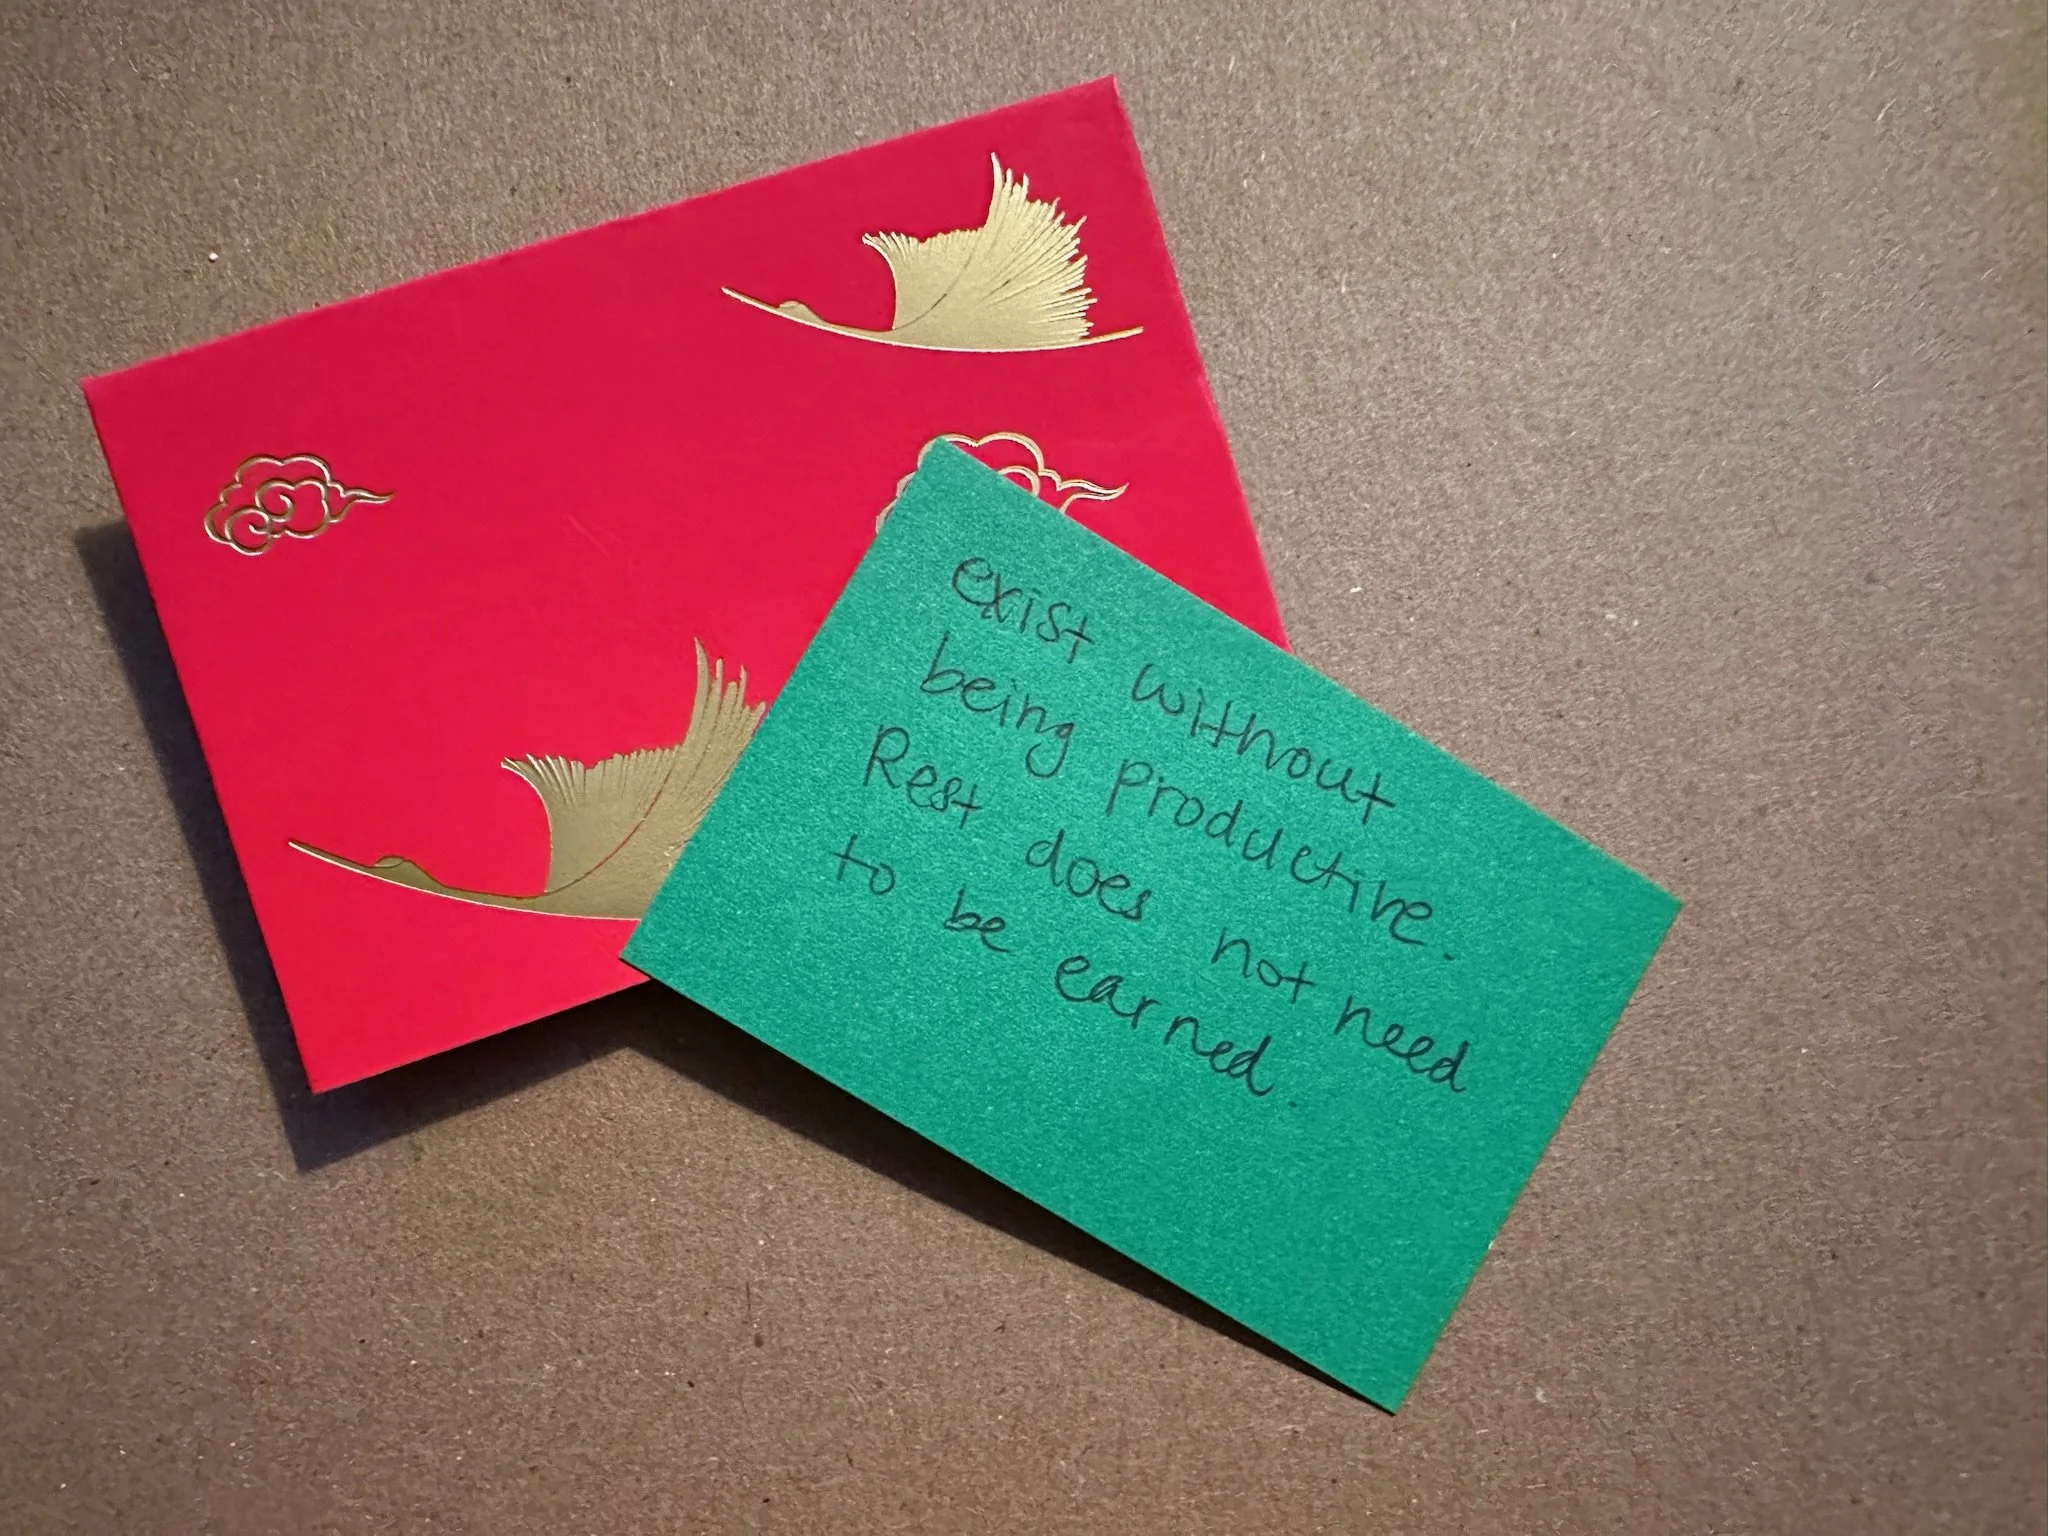 exist without
being productive.
Rest does not need
to be earned.